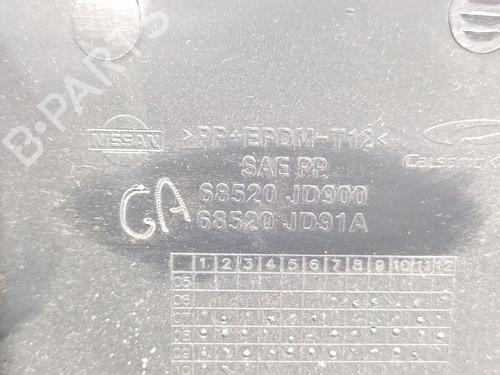 B-PARTS
NISSAN >PP+EPDM-T12< Calsonic
SAE PP
68520 JD900
GA 68520 JD91A
1 2 3 4 5 6 7 8 9 10 11 12
05
06
07
08
09
10